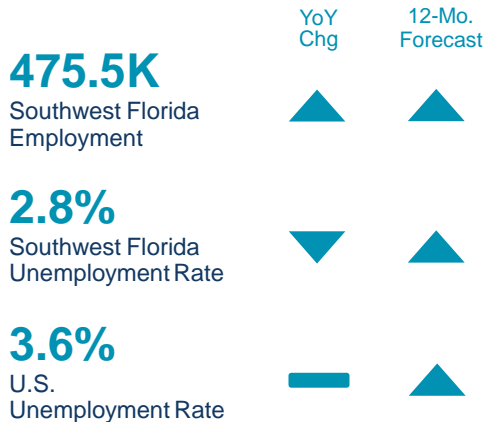 YoY
Chg
12-Mo.
Forecast
475.5K
Southwest Florida
Employment
2.8%
Southwest Florida
Unemployment Rate
3.6%
U.S.
Unemployment Rate